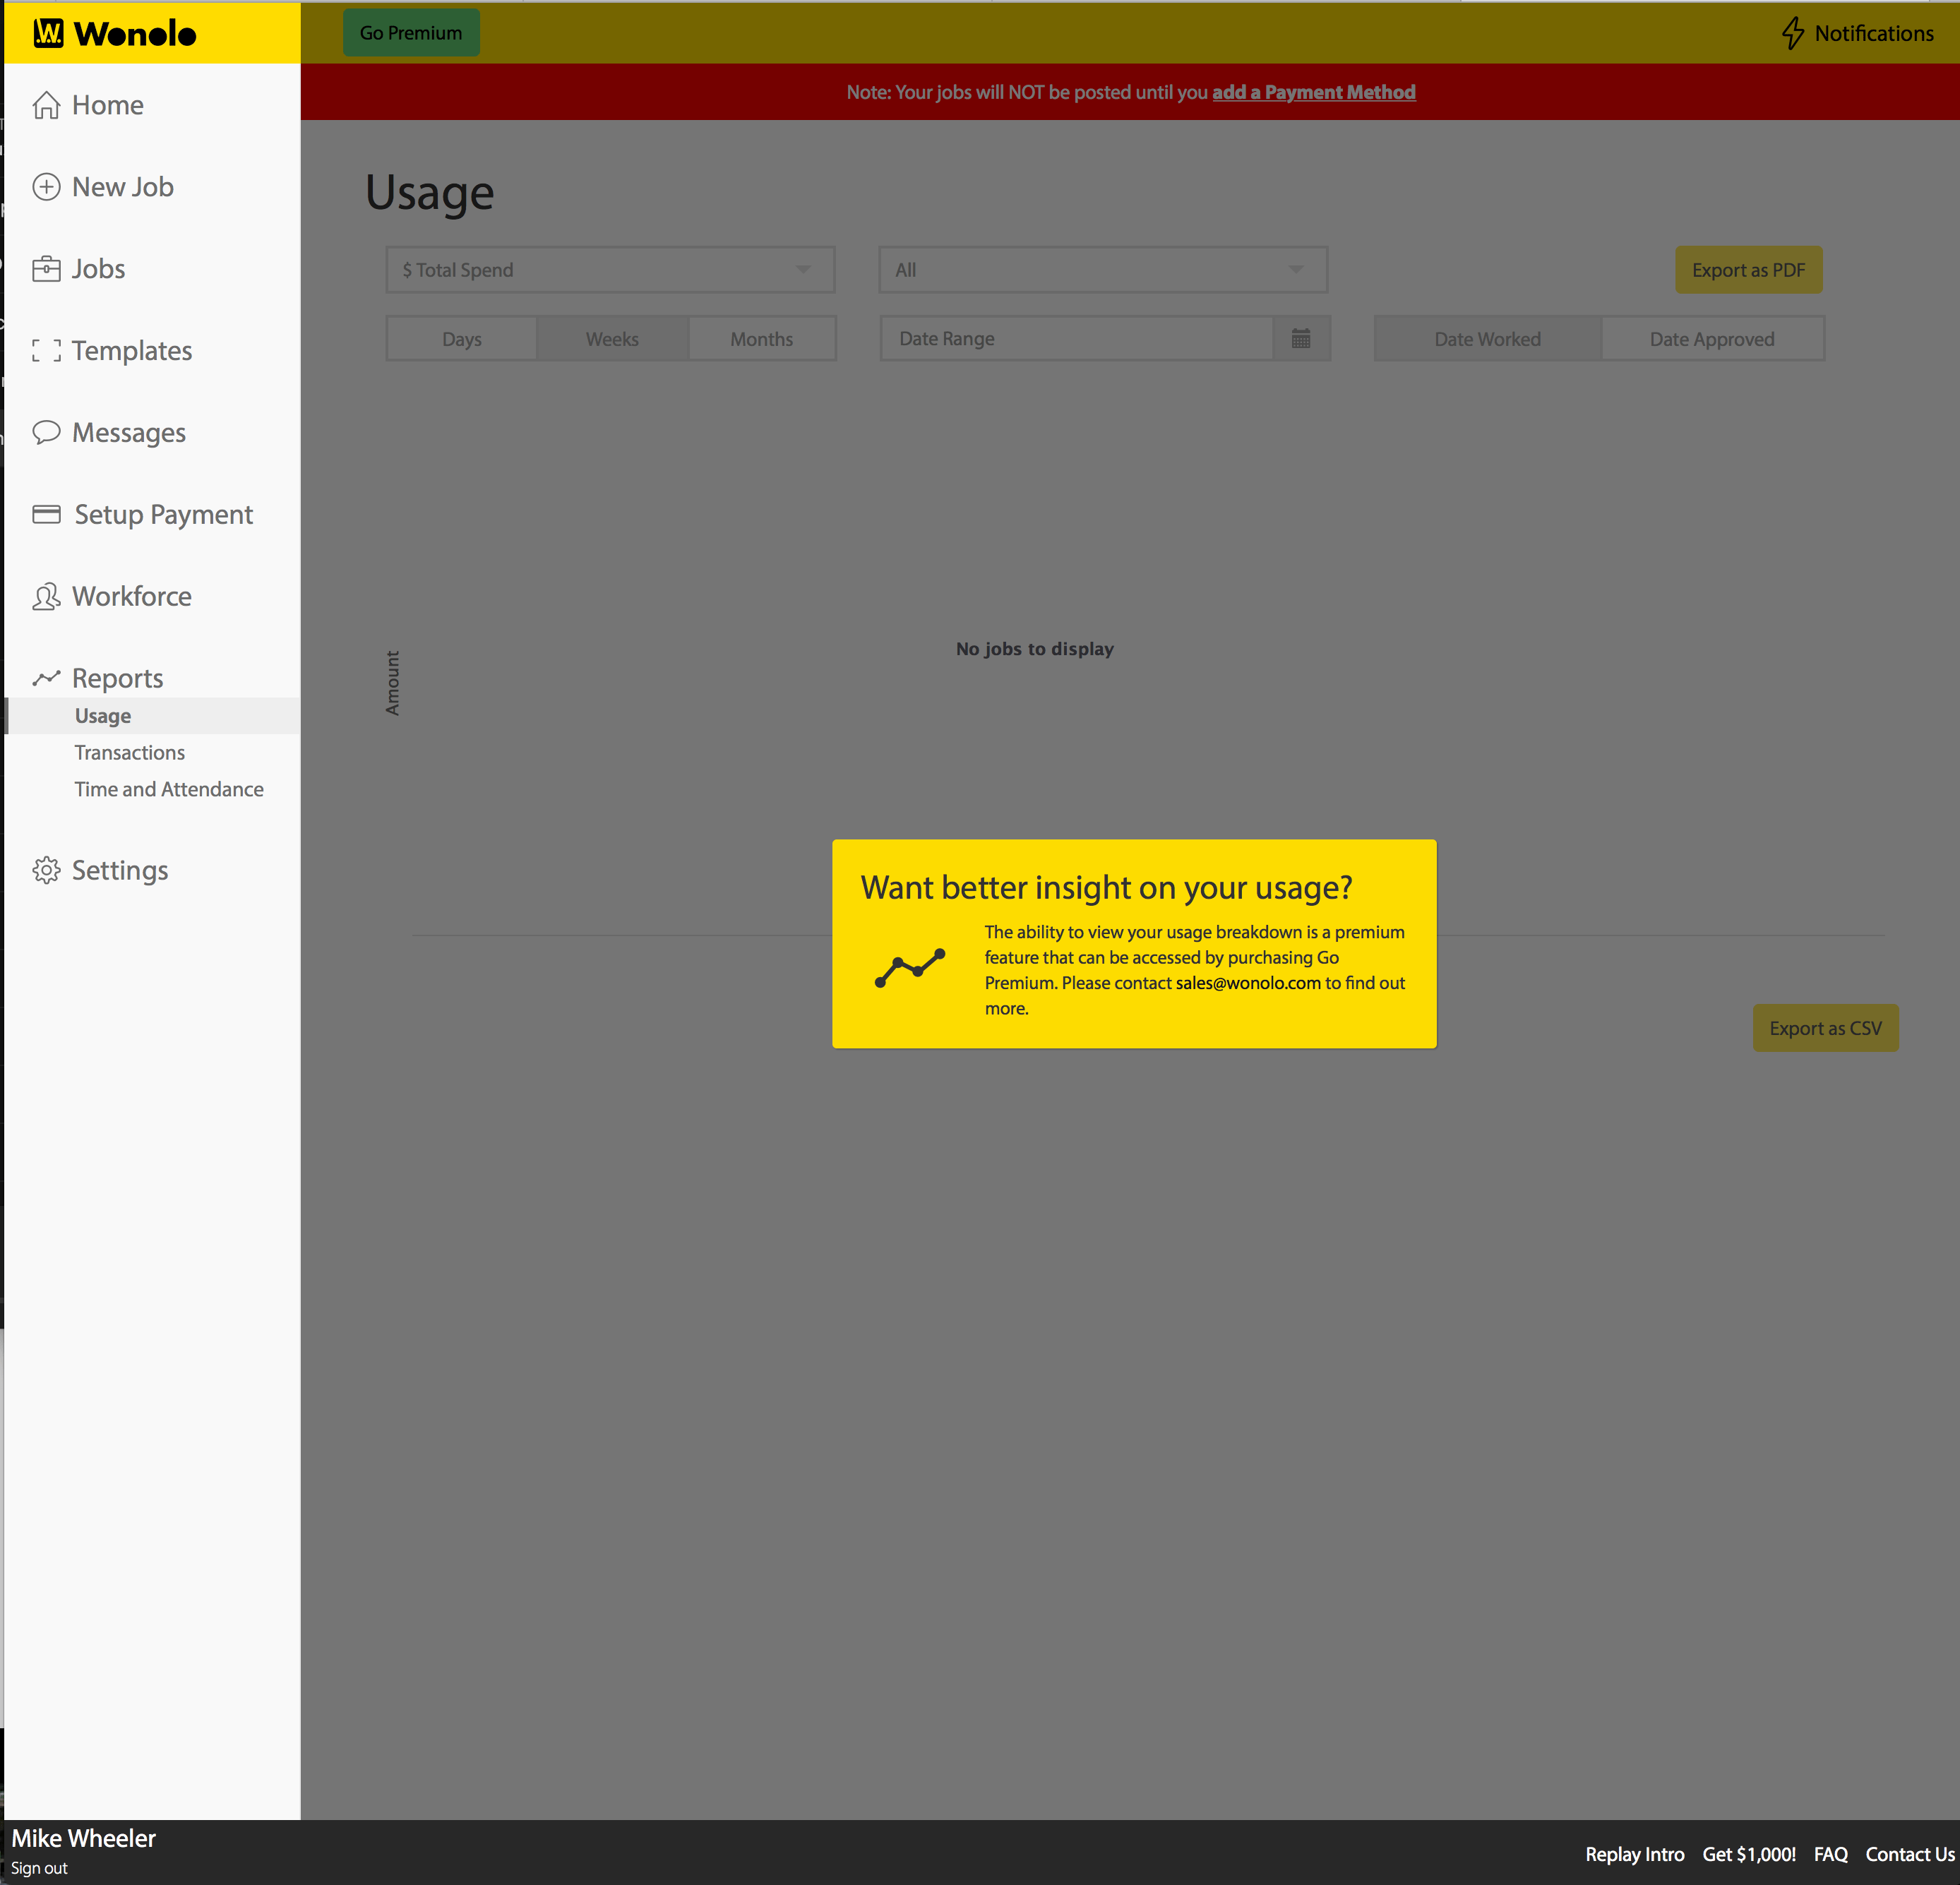 Wonolo
Go Premium
Notifications
Note: Your jobs will NOT be posted until you add a Payment Method
Home
New Job
Jobs
Templates
Messages
Setup Payment
Workforce
Reports
Usage
Transactions
Time and Attendance
Settings
Usage
$ Total Spend
All
Export as PDF
Days
Weeks
Months
Date Range
Date Worked
Date Approved
No jobs to display
Amount
Want better insight on your usage?
The ability to view your usage breakdown is a premium
feature that can be accessed by purchasing Go
Premium. Please contact sales@wonolo.com to find out
more.
Export as CSV
Mike Wheeler
Sign out
Replay Intro
Get $1,000!
FAQ
Contact Us